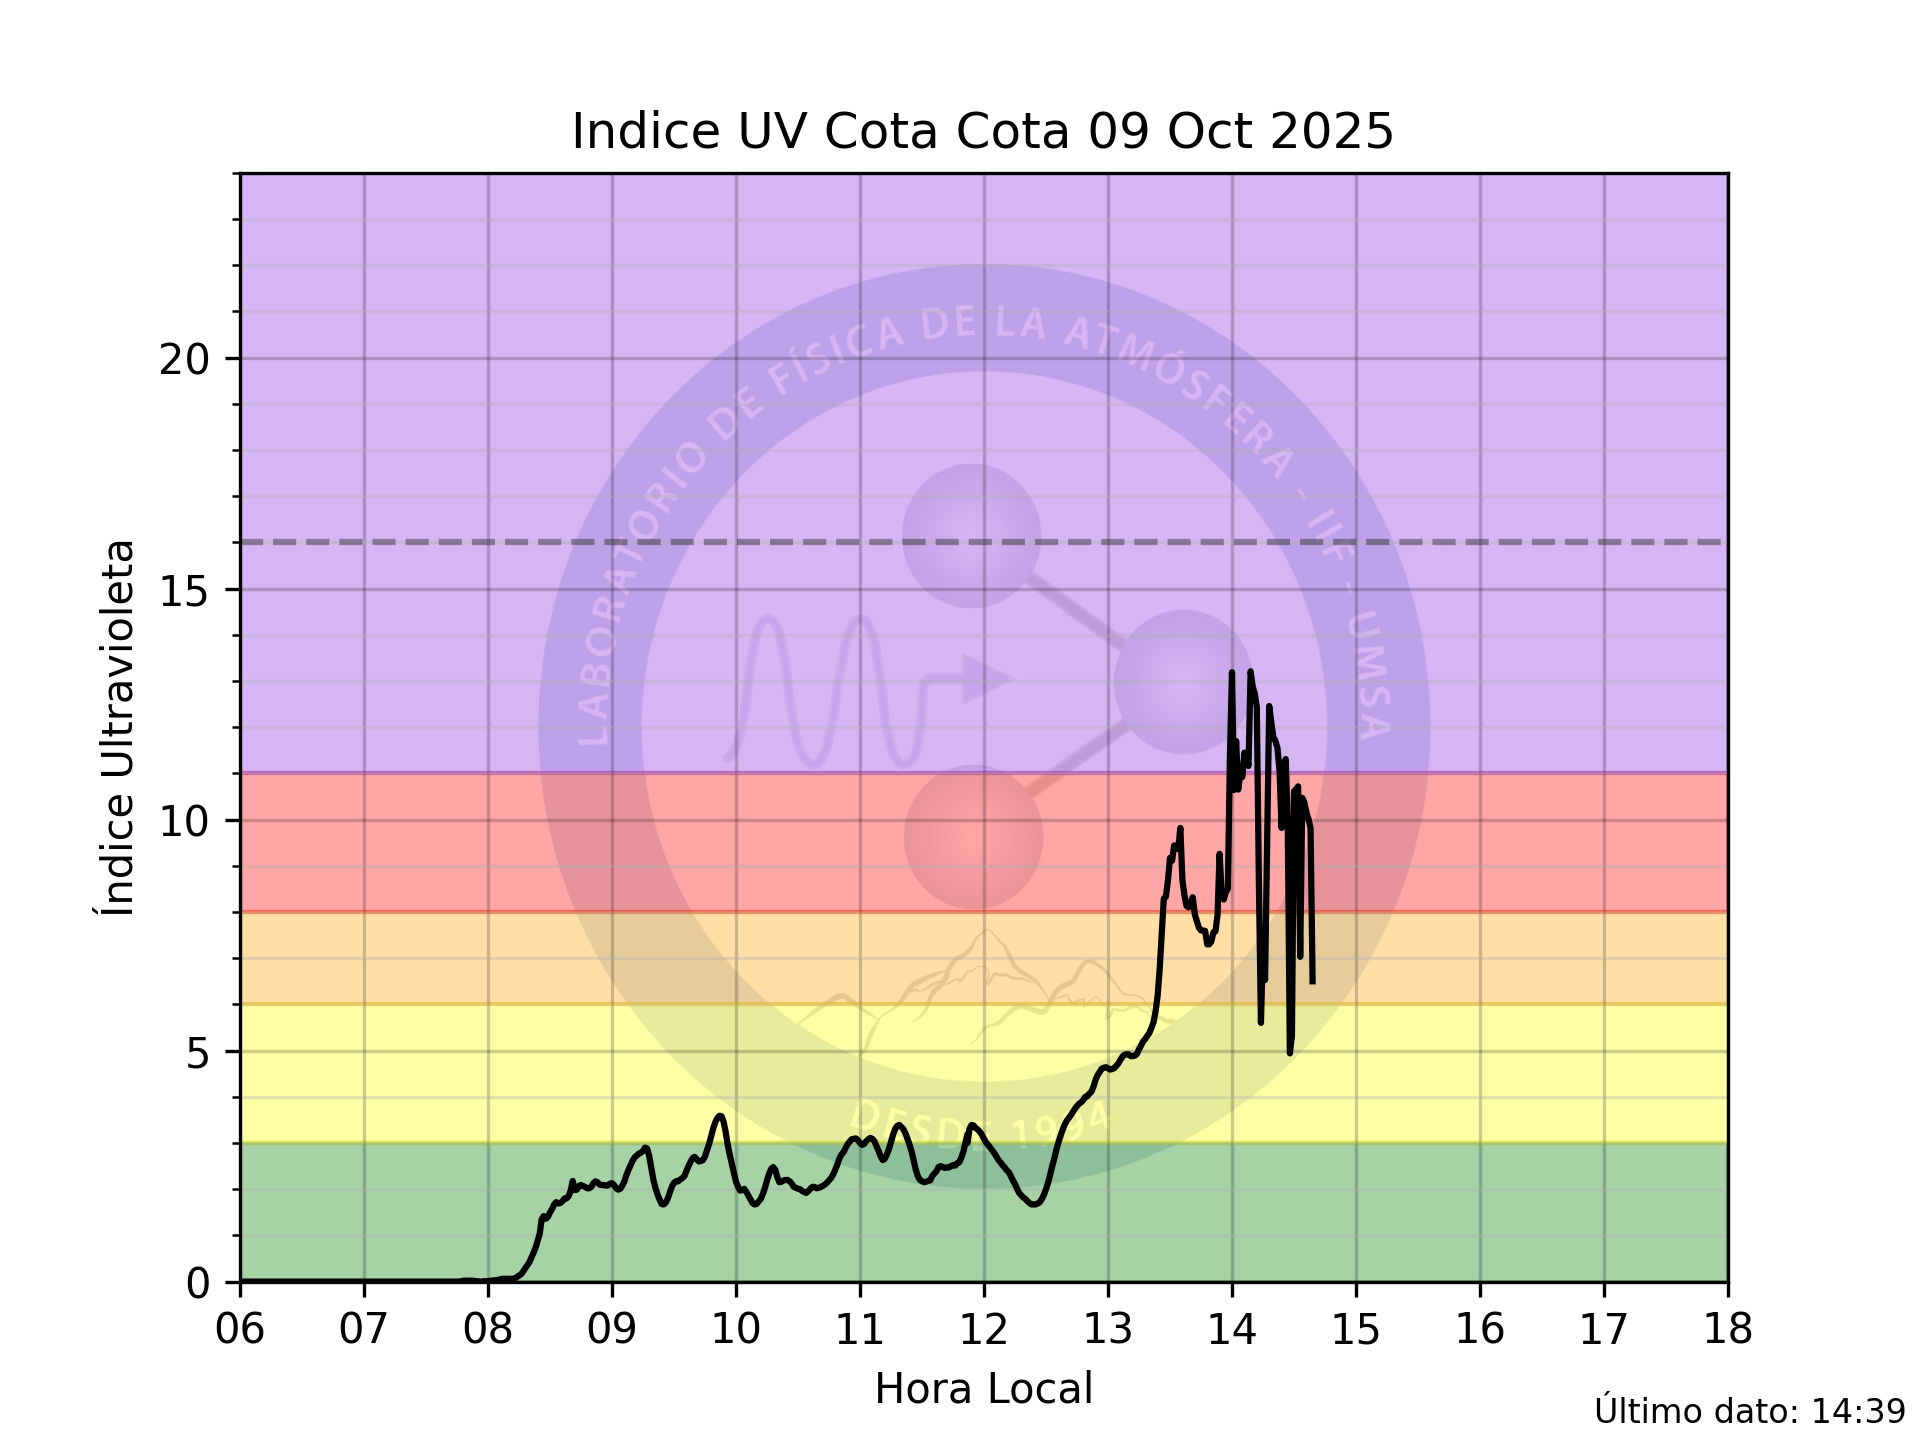 Indice UV Cota Cota 09 Oct 2025
LABORATORIO DE FÍSICA DE LA ATMÓSFERA - IIF - UMSA
DESDE 1994
Índice Ultravioleta
20
15
10
5
0
06 07 08 09 10 11 12 13 14 15 16 17 18
Hora Local
Último dato: 14:39